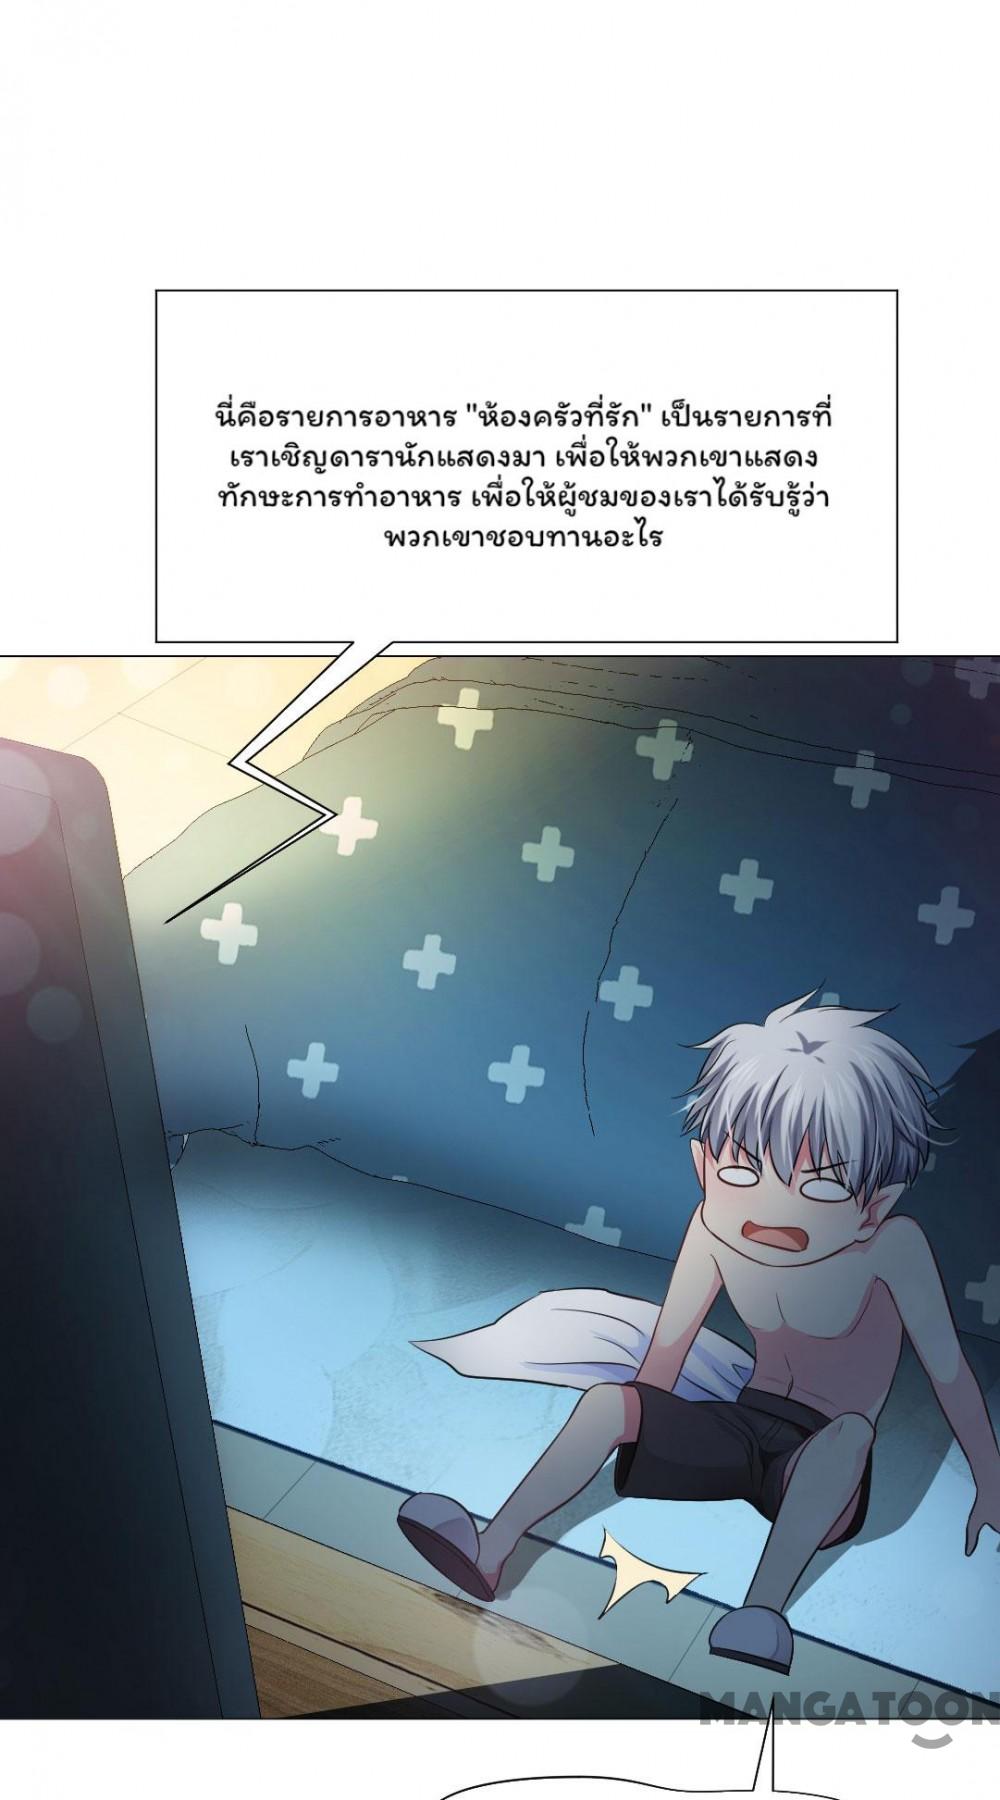 นี่คือรายการอาหาร "ห้องครัวที่รัก" เป็นรายการที่
เราเชิญดารานักแสดงมา เพื่อให้พวกเขาแสดง
ทักษะการทำอาหาร เพื่อให้ผู้ชมของเราได้รับรู้ว่า
พวกเขาชอบทานอะไร
MANGATOON